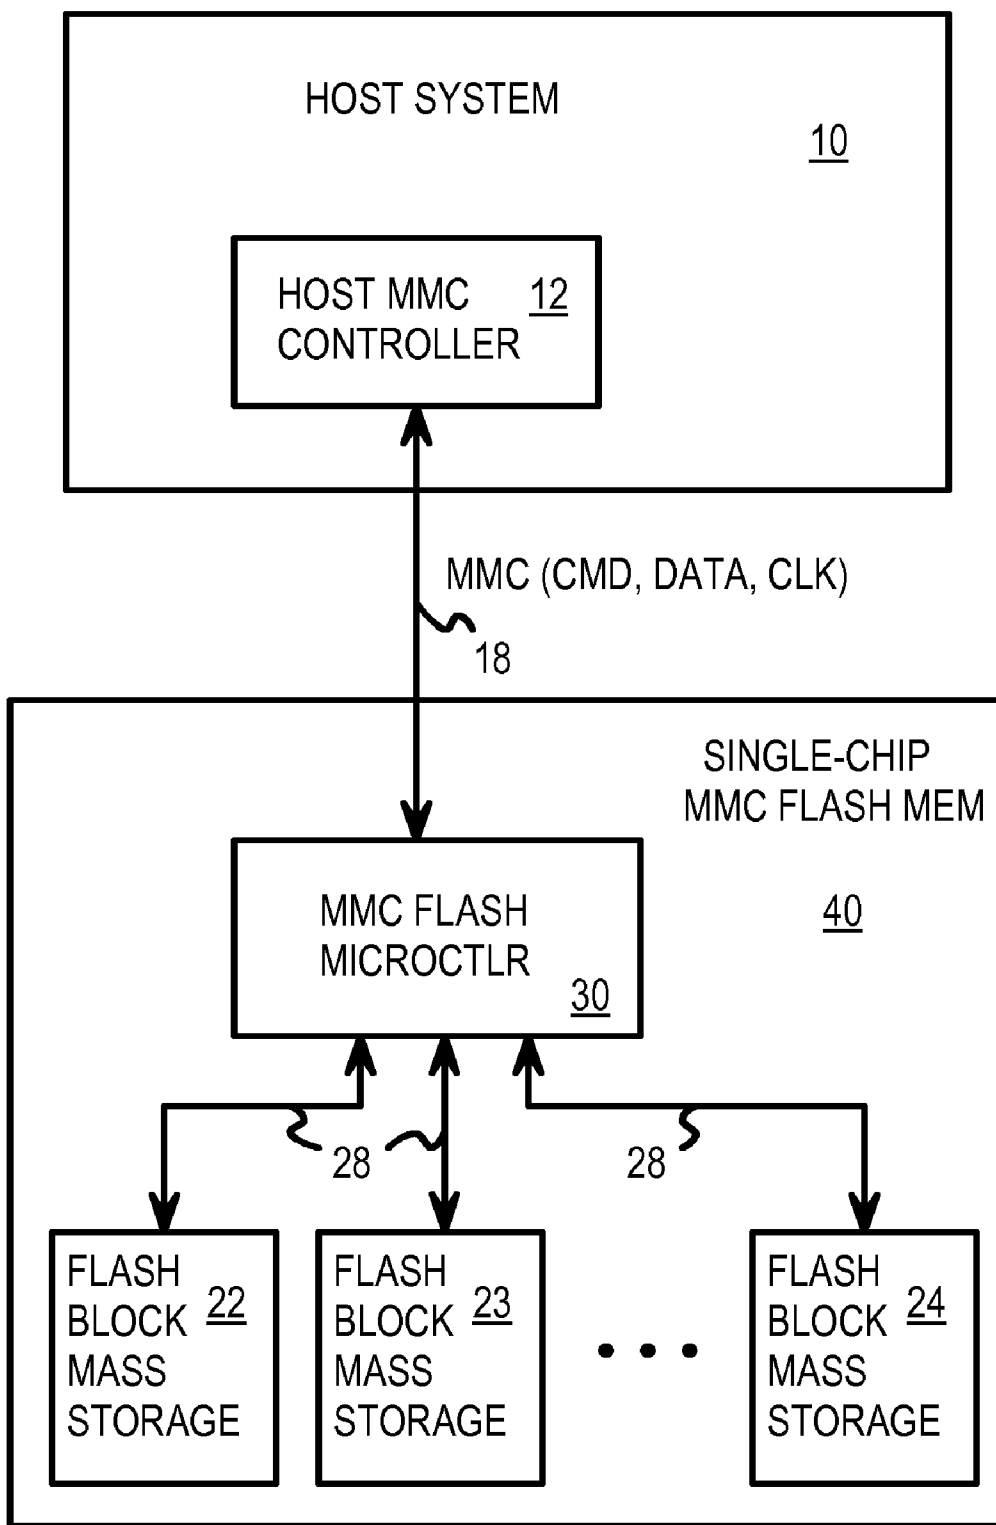 HOST SYSTEM
10
HOST MMC 12
CONTROLLER
MMC (CMD, DATA, CLK)
18
SINGLE-CHIP
MMC FLASH MEM
40
MMC FLASH
MICROCTLR
30
28
28
FLASH
BLOCK
MASS
STORAGE
22
FLASH
BLOCK
MASS
STORAGE
23
• • •
FLASH
BLOCK
MASS
STORAGE
24